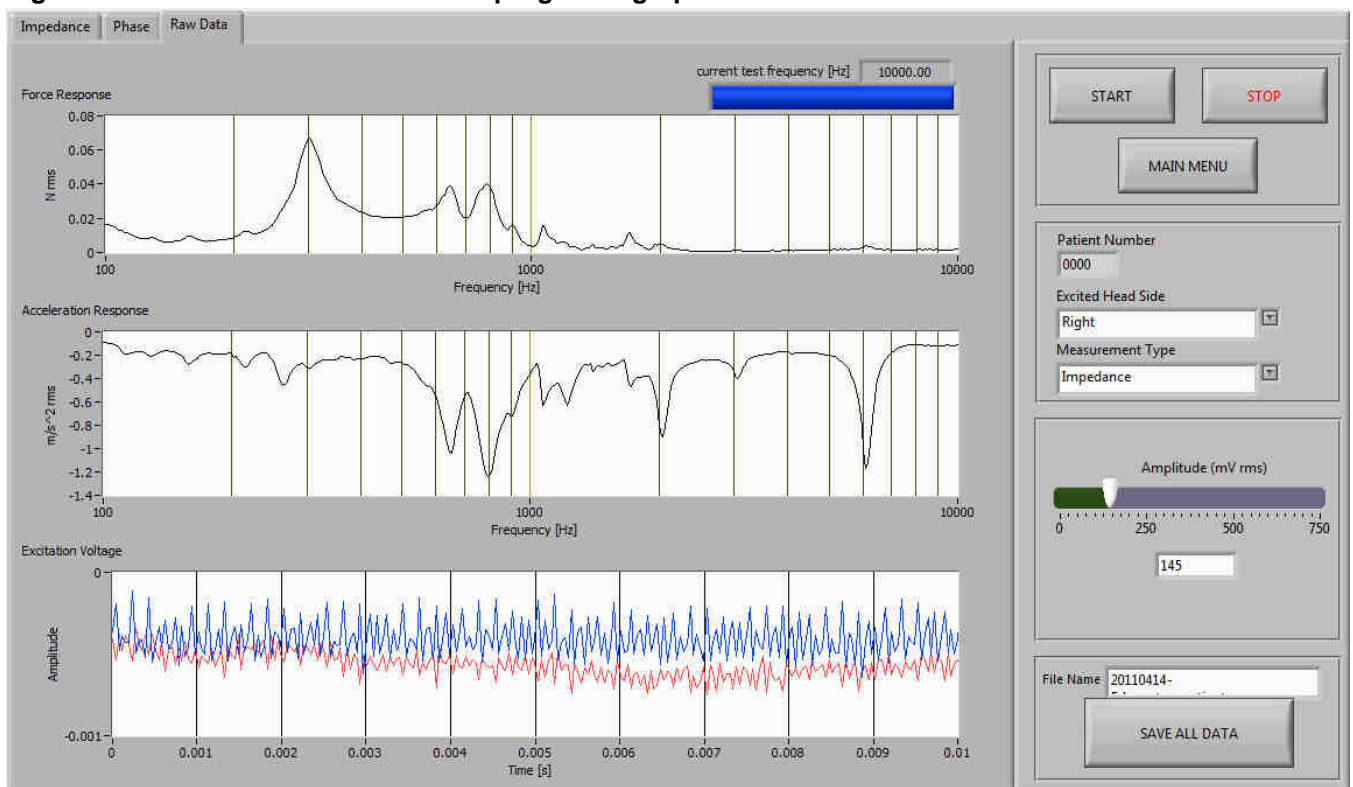 Impedance Phase Raw Data
current test frequency [Hz] 10000.00
Force Response
0.08
0.06
0.04
0.02
0
N rms
100 1000 10000
Frequency [Hz]
Acceleration Response
0
-0.2
-0.4
-0.6
-0.8
-1
-1.2
-1.4
m/s^2 rms
100 1000 10000
Frequency [Hz]
Excitation Voltage
0
-0.001
Amplitude
0 0.001 0.002 0.003 0.004 0.005 0.006 0.007 0.008 0.009 0.01
Time [s]
START STOP
MAIN MENU
Patient Number
0000
Excited Head Side
Right
Measurement Type
Impedance
Amplitude (mV rms)
0 250 500 750
145
File Name 20110414-
SAVE ALL DATA